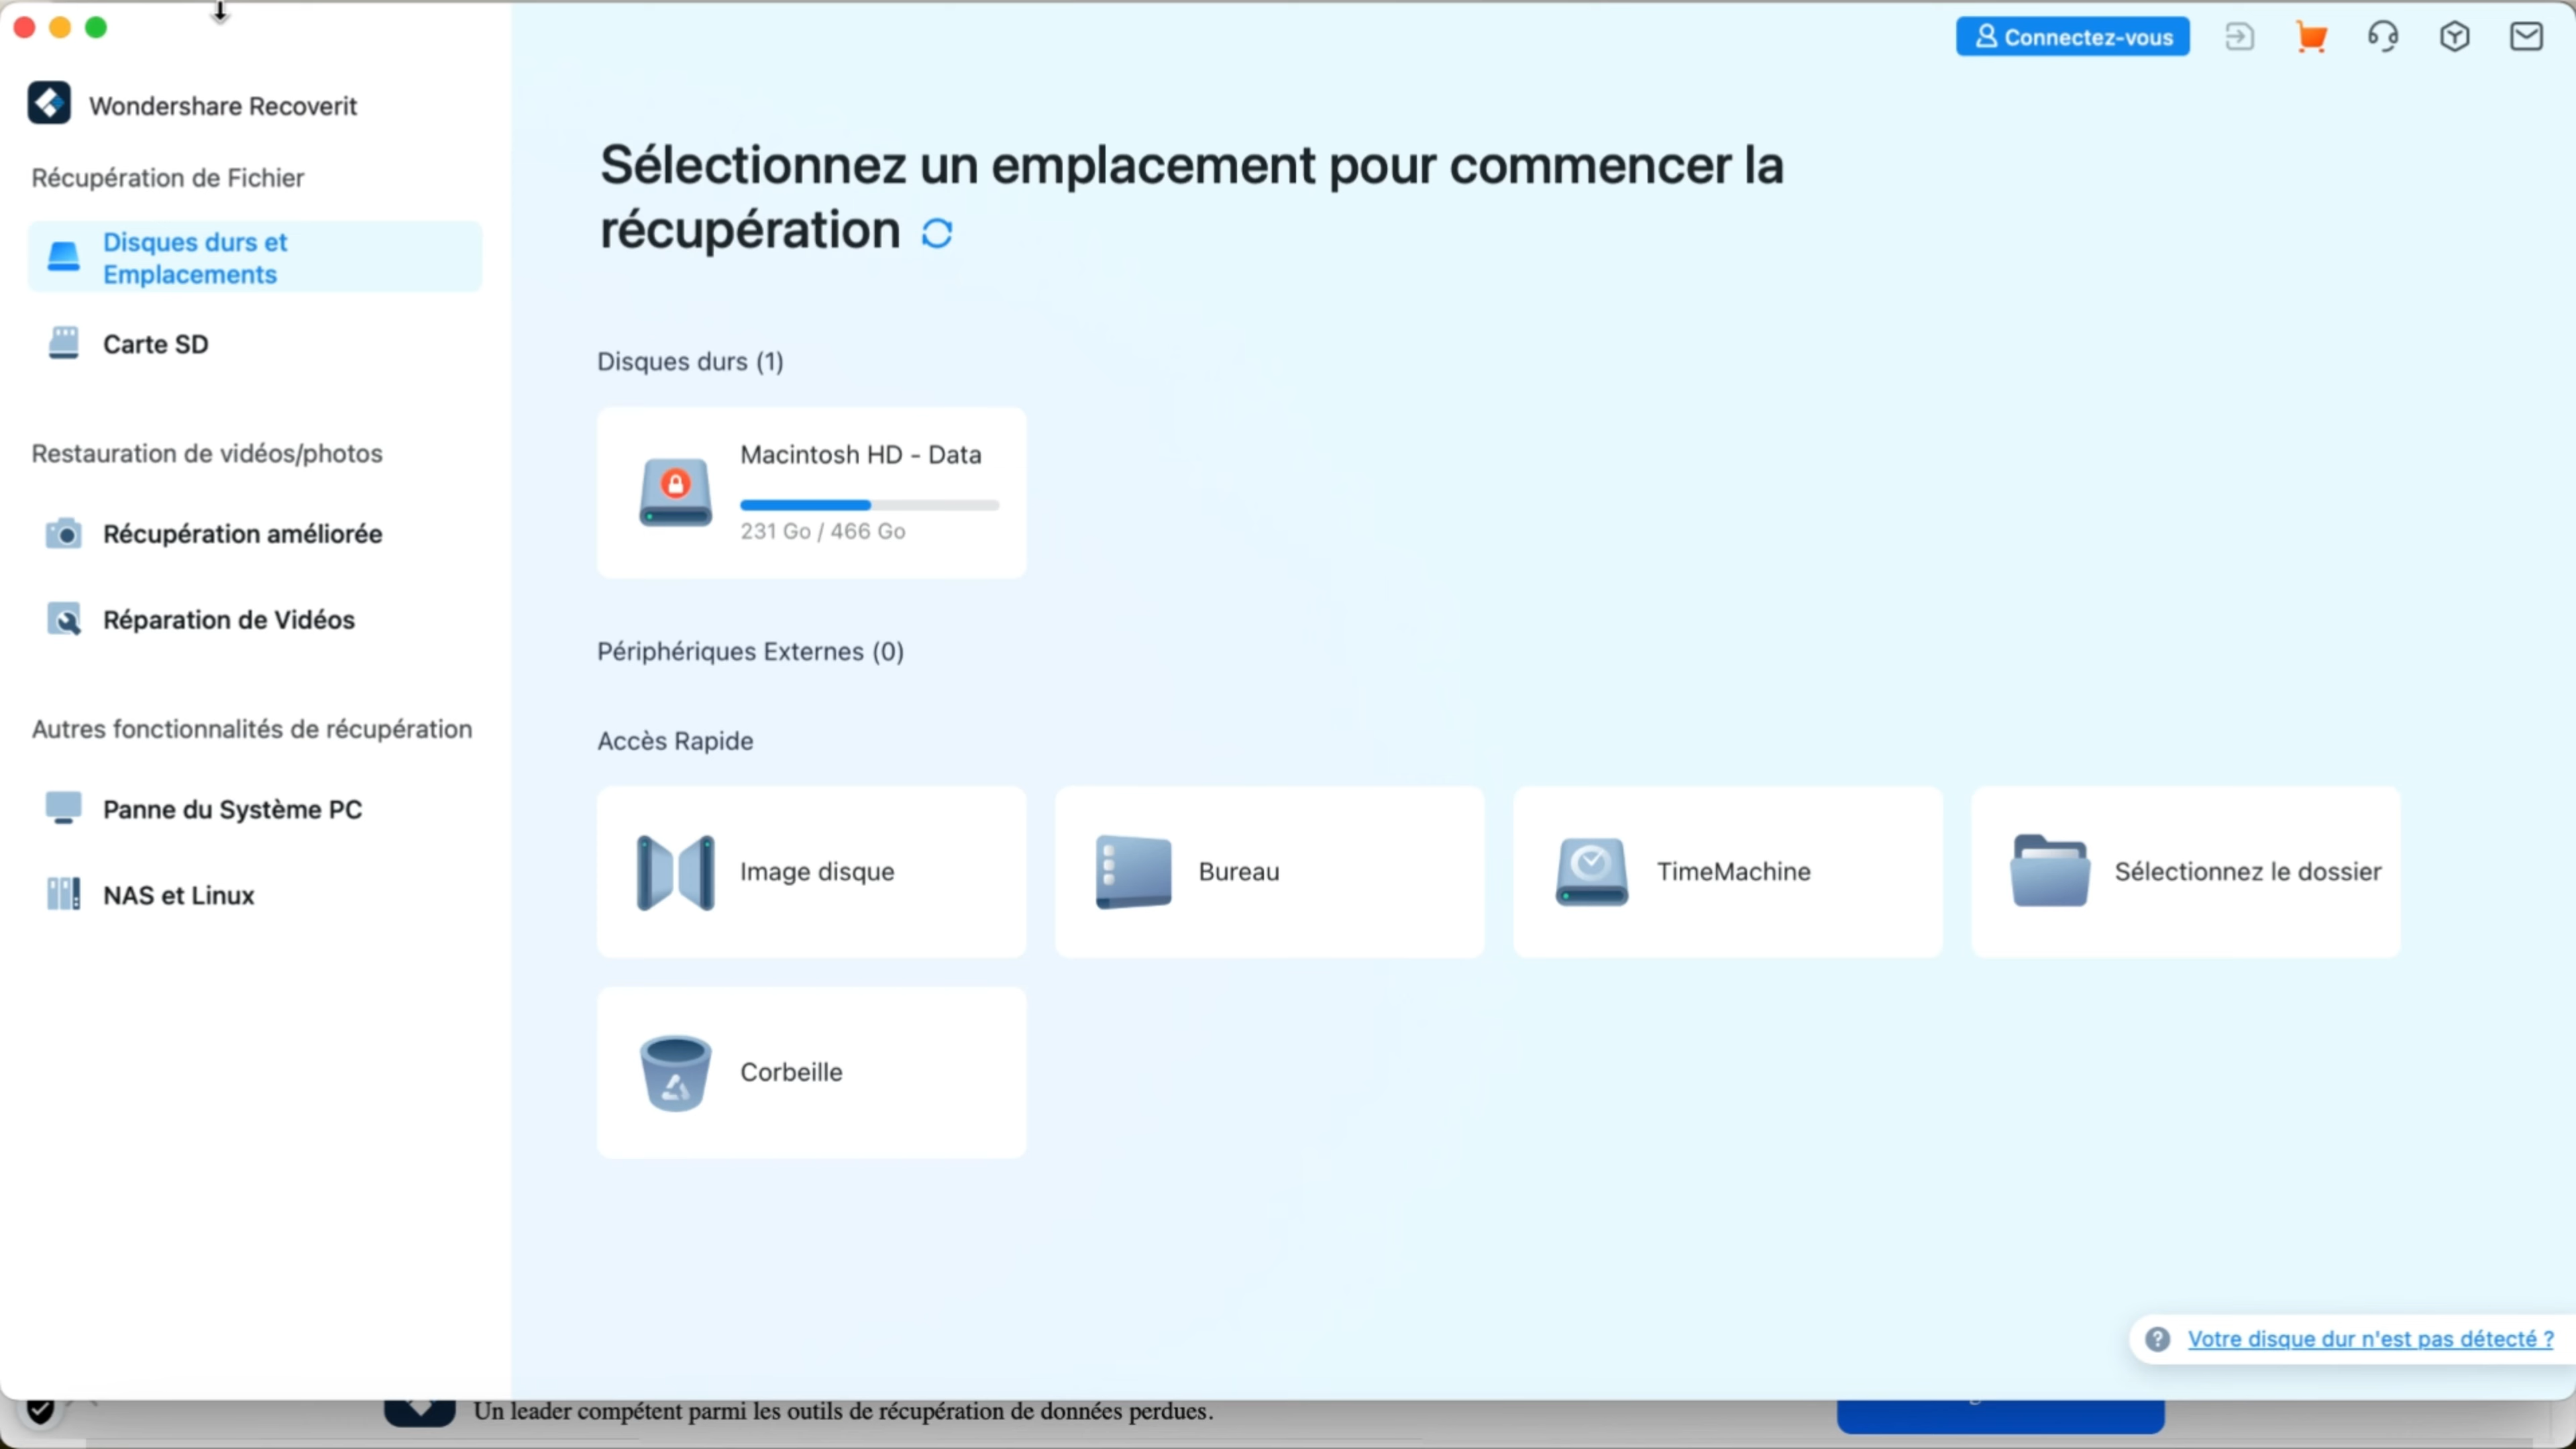 Connectez-vous
Wondershare Recoverit
Récupération de Fichier
Disques durs et
Emplacements
Carte SD
Restauration de vidéos/photos
Récupération améliorée
Réparation de Vidéos
Autres fonctionnalités de récupération
Panne du Système PC
NAS et Linux
Sélectionnez un emplacement pour commencer la
récupération
Disques durs (1)
Macintosh HD - Data
231 Go / 466 Go
Périphériques Externes (0)
Accès Rapide
Image disque
Bureau
TimeMachine
Sélectionnez le dossier
Corbeille
Votre disque dur n'est pas détecté ?
Un leader compétent parmi les outils de récupération de données perdues.